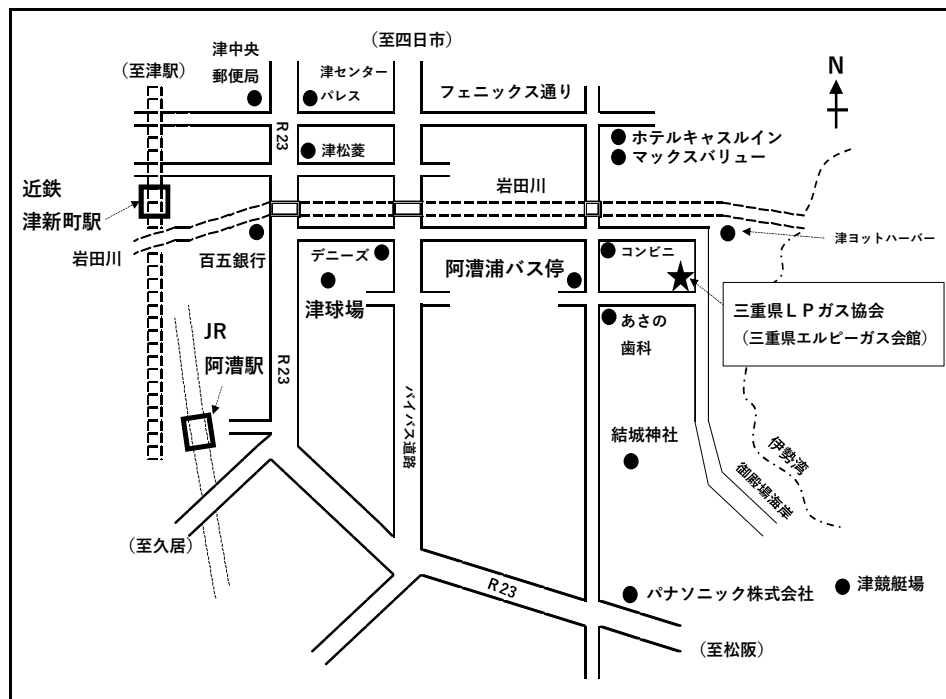 （至四日市）
津中央
郵便局
津センター
パレス
（至津駅）
フェニックス通り
N
R23
津松菱
ホテルキャスルイン
マックスバリュー
近鉄
津新町駅
岩田川
岩田川
百五銀行
デニーズ
津球場
阿漕浦バス停
コンビニ
津ヨットハーバー
三重県ＬＰガス協会
（三重県エルピーガス会館）
あさの
歯科
JR
阿漕駅
R23
バイパス道路
結城神社
伊勢湾
御殿場海岸
（至久居）
R23
パナソニック株式会社
津競艇場
（至松阪）